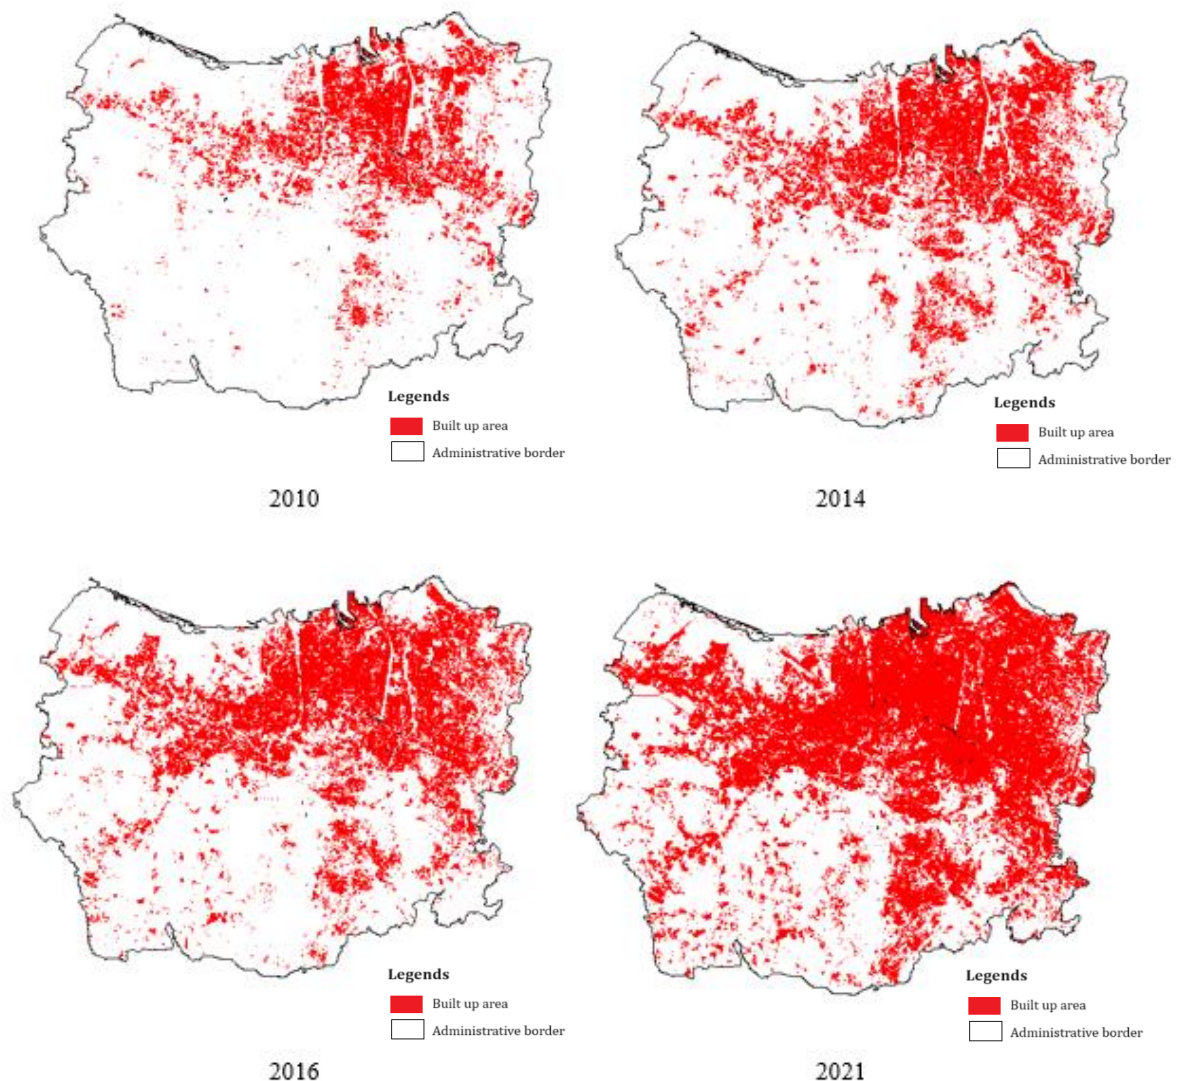 Legends
Built up area
Administrative border
2010
Legends
Built up area
Administrative border
2014
Legends
Built up area
Administrative border
2016
Legends
Built up area
Administrative border
2021